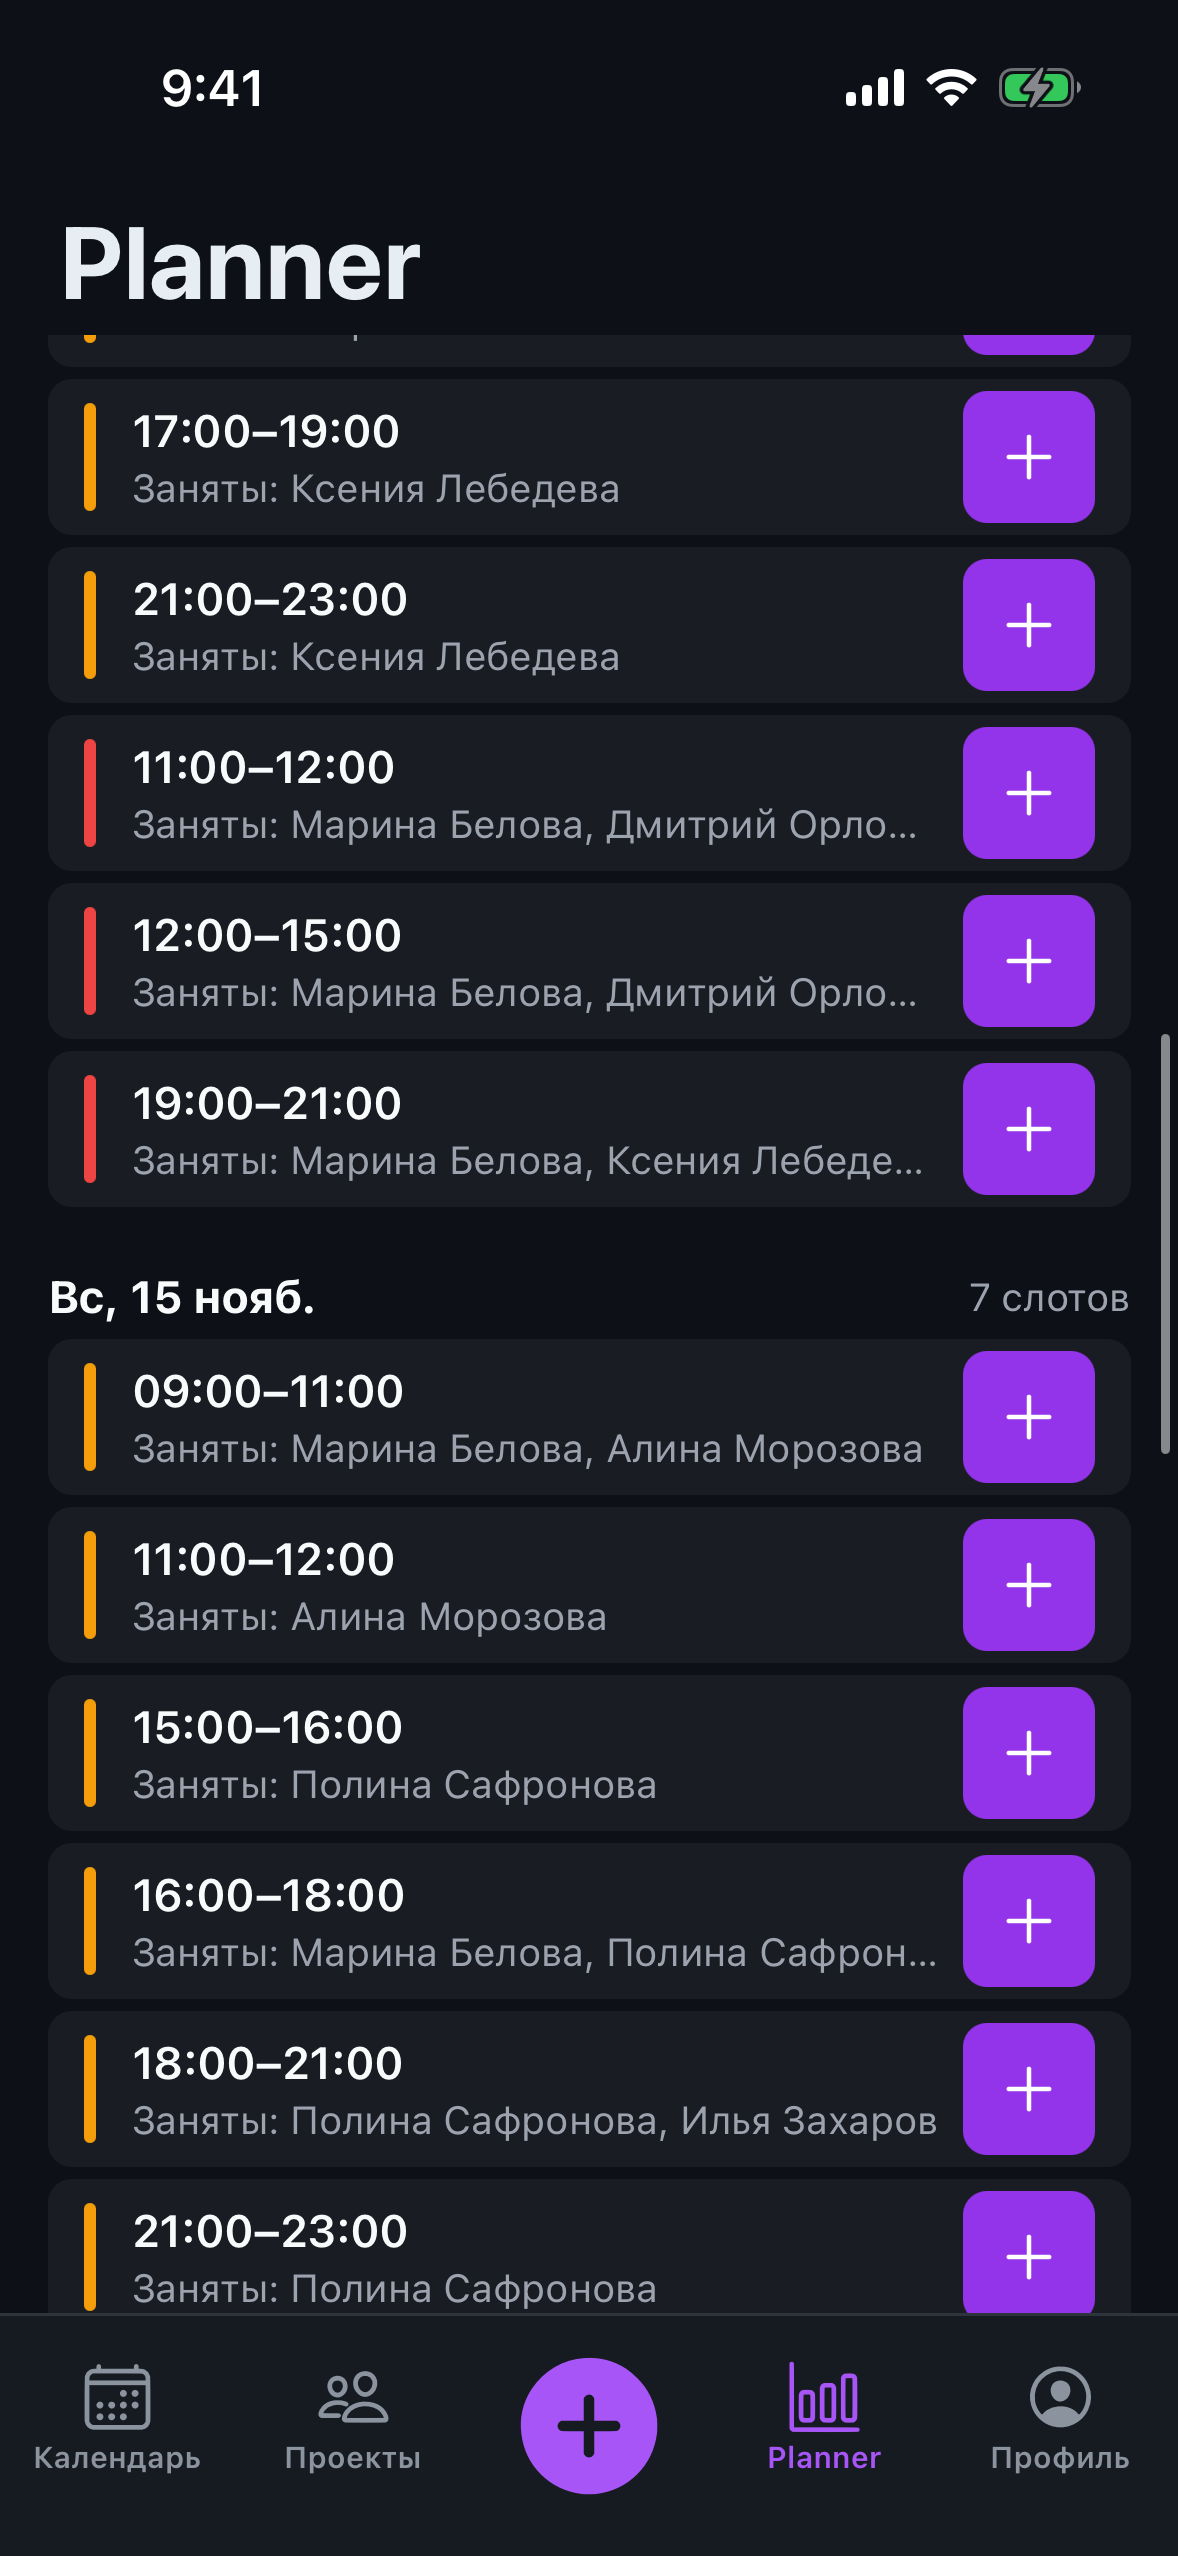 9:41
Planner
17:00–19:00
Заняты: Ксения Лебедева
21:00–23:00
Заняты: Ксения Лебедева
11:00–12:00
Заняты: Марина Белова, Дмитрий Орло...
12:00–15:00
Заняты: Марина Белова, Дмитрий Орло...
19:00–21:00
Заняты: Марина Белова, Ксения Лебеде...
Вс, 15 нояб.
7 слотов
09:00–11:00
Заняты: Марина Белова, Алина Морозова
11:00–12:00
Заняты: Алина Морозова
15:00–16:00
Заняты: Полина Сафронова
16:00–18:00
Заняты: Марина Белова, Полина Сафрон...
18:00–21:00
Заняты: Полина Сафронова, Илья Захаров
21:00–23:00
Заняты: Полина Сафронова
Календарь
Проекты
Planner
Профиль